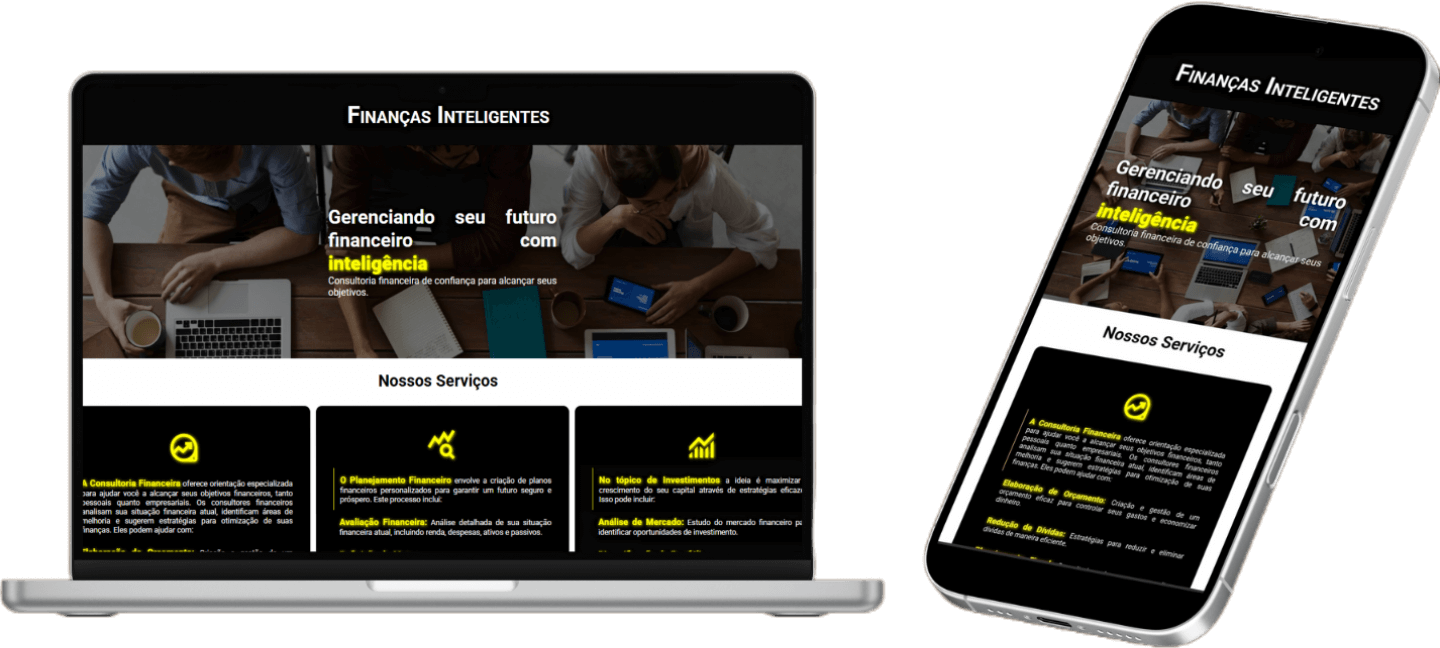 FINANÇAS INTELIGENTES
Gerenciando seu futuro
financeiro com
inteligência
Consultoria financeira de confiança para alcançar seus
objetivos.
Nossos Serviços
A Consultoria Financeira oferece orientação especializada
para ajudar você a alcançar seus objetivos financeiros, tanto
pessoais quanto empresariais. Os consultores financeiros
analisam sua situação financeira atual, identificam áreas de
melhoria e sugerem estratégias para otimização de suas
finanças. Eles podem ajudar com:
O Planejamento Financeiro envolve a criação de planos
financeiros personalizados para garantir um futuro seguro e
próspero. Este processo inclui:
Avaliação Financeira: Análise detalhada de sua situação
financeira atual, incluindo renda, despesas, ativos e passivos.
No tópico de Investimentos a ideia é maximizar
crescimento do seu capital através de estratégias eficaze
Isso pode incluir:
Análise de Mercado: Estudo do mercado financeiro pa
identificar oportunidades de investimento.
FINANÇAS INTELIGENTES
Gerenciando seu futuro
financeiro com
inteligência
Consultoria financeira de confiança para alcançar seus
objetivos.
Nossos Serviços
A Consultoria Financeira oferece orientação especializada
para ajudar você a alcançar seus objetivos financeiros, tanto
pessoais quanto empresariais. Os consultores financeiros
analisam sua situação financeira atual, identificam áreas de
melhoria e sugerem estratégias para otimização de suas
finanças. Eles podem ajudar com:
Elaboração de Orçamento: Criação e gestão de um
orçamento eficaz para controlar seus gastos e economizar
dinheiro.
Redução de Dívidas: Estratégias para reduzir e eliminar
dívidas de maneira eficiente.